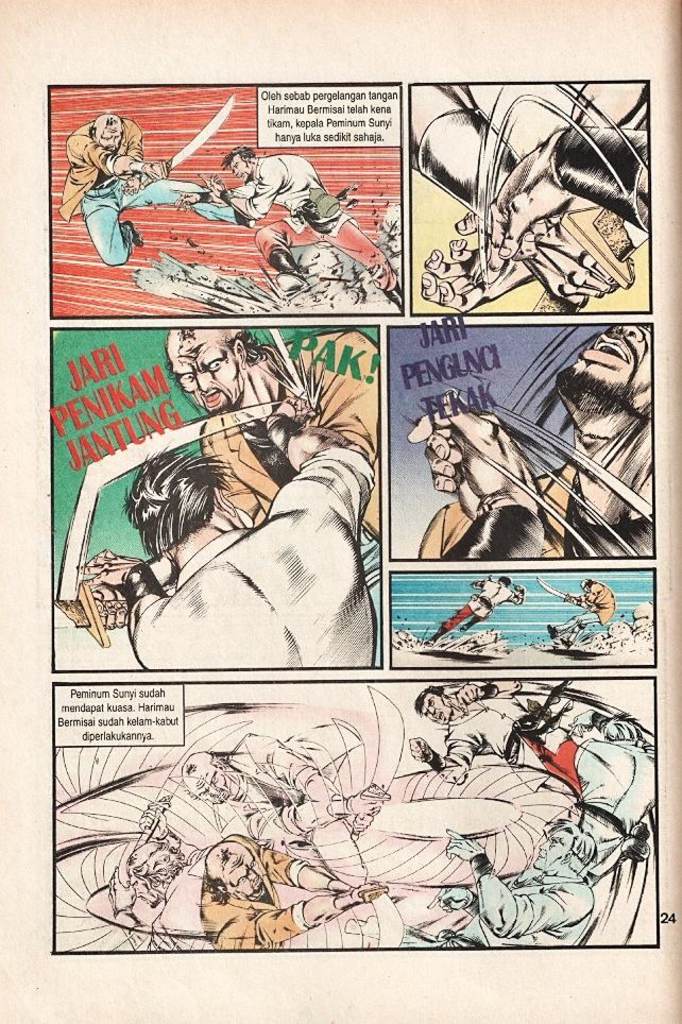 Oleh sebab pergelangan tangan
Harimau Bermisai telah kena
tikam, kepala Peminum Sunyi
hanya luka sedikit sahaja.
JARI
PENIKAM
JANTUNG
PAK!
JARI
PENGUNCI
TEKAK
Peminum Sunyi sudah
mendapat kuasa. Harimau
Bermisai sudah kelam-kabut
diperlakukannya.
24